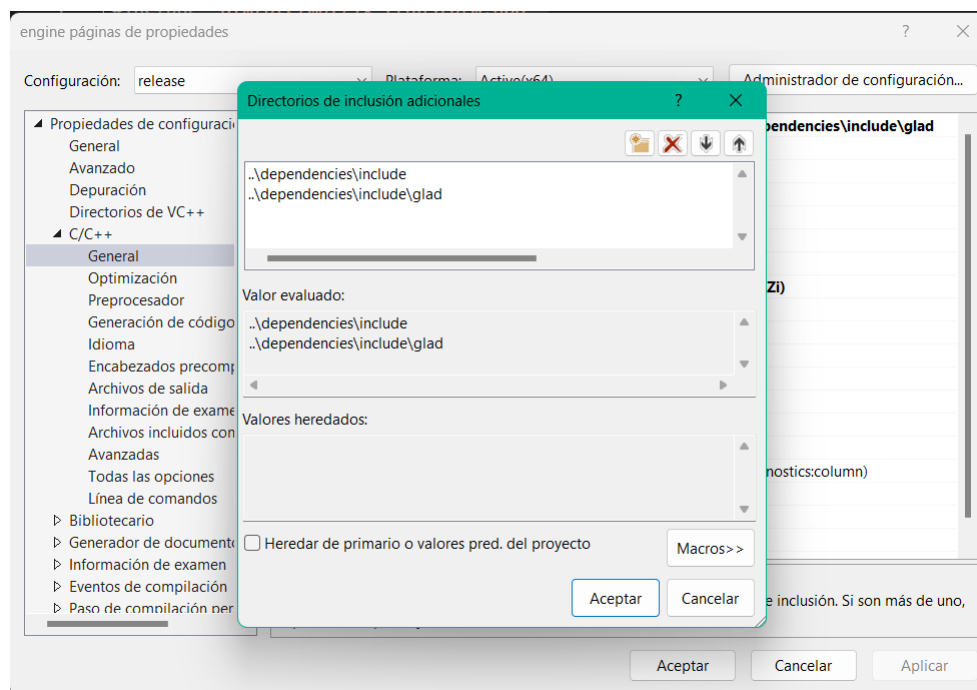 engine páginas de propiedades
Configuración: release Plataforma: Active(x64) Administrador de configuración...
Directorios de inclusión adicionales
Propiedades de configuraci
General
Avanzado
Depuración
Directorios de VC++
C/C++
General
Optimización
Preprocesador
Generación de código
Idioma
Encabezados precomp
Archivos de salida
Información de exame
Archivos incluidos con
Avanzadas
Todas las opciones
Línea de comandos
Bibliotecario
Generador de documento
Información de examen
Eventos de compilación
Paso de compilación per
..\dependencies\include
..\dependencies\include\glad
Valor evaluado:
..\dependencies\include
..\dependencies\include\glad
Valores heredados:
Heredar de primario o valores pred. del proyecto
Macros>>
Aceptar Cancelar
pendencies\include\glad
Zi)
nostics:column)
e inclusión. Si son más de uno,
Aceptar Cancelar Aplicar